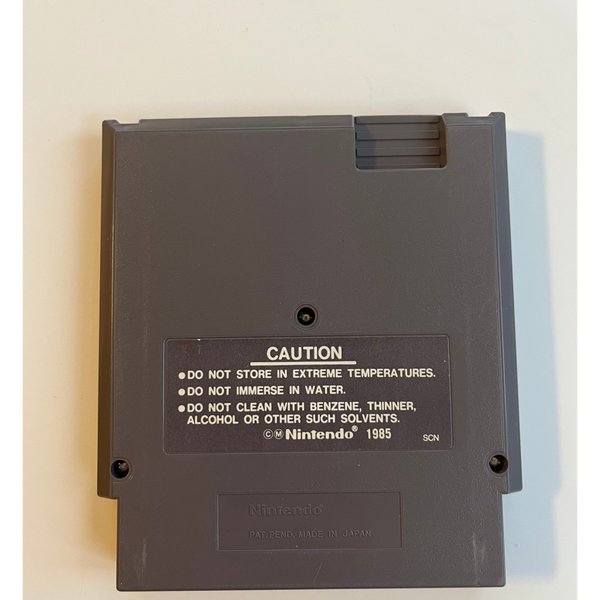 CAUTION
●DO NOT STORE IN EXTREME TEMPERATURES.
●DO NOT IMMERSE IN WATER.
●DO NOT CLEAN WITH BENZENE, THINNER,
ALCOHOL OR OTHER SUCH SOLVENTS.
©Ⓜ Nintendo® 1985 SCN
Nintendo®
PAT. PEND. MADE IN JAPAN